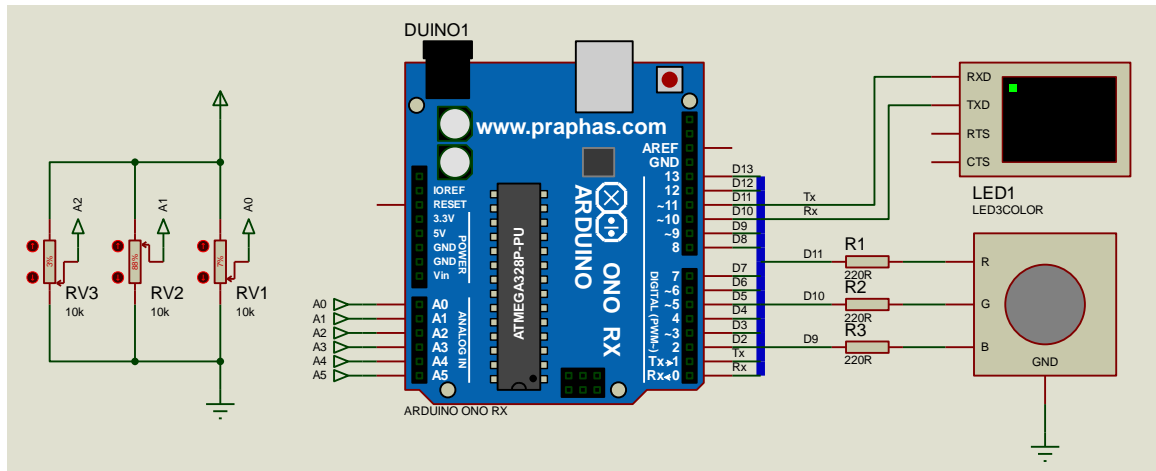 DUINO1
www.praphas.com
ARDUINO
ONO RX
ATMEGA328P-PU
IOREF
RESET
3.3V
5V
GND
GND
Vin
POWER
A0
A1
A2
A3
A4
A5
ANALOG IN
A0
A1
A2
A3
A4
A5
AREF
GND
13
12
~11
~10
~9
8
7
~6
~5
4
~3
2
Tx 1
Rx 0
DIGITAL (PWM~)
ARDUINO ONO RX
D13
D12
D11
D10
D9
D8
D7
D6
D5
D4
D3
D2
Tx
Rx
Tx
Rx
A2
A1
A0
3%
88%
7%
RV3
10k
RV2
10k
RV1
10k
RXD
TXD
RTS
CTS
LED1
LED3COLOR
D11
R1
220R
R
D10
R2
220R
G
D9
R3
220R
B
GND